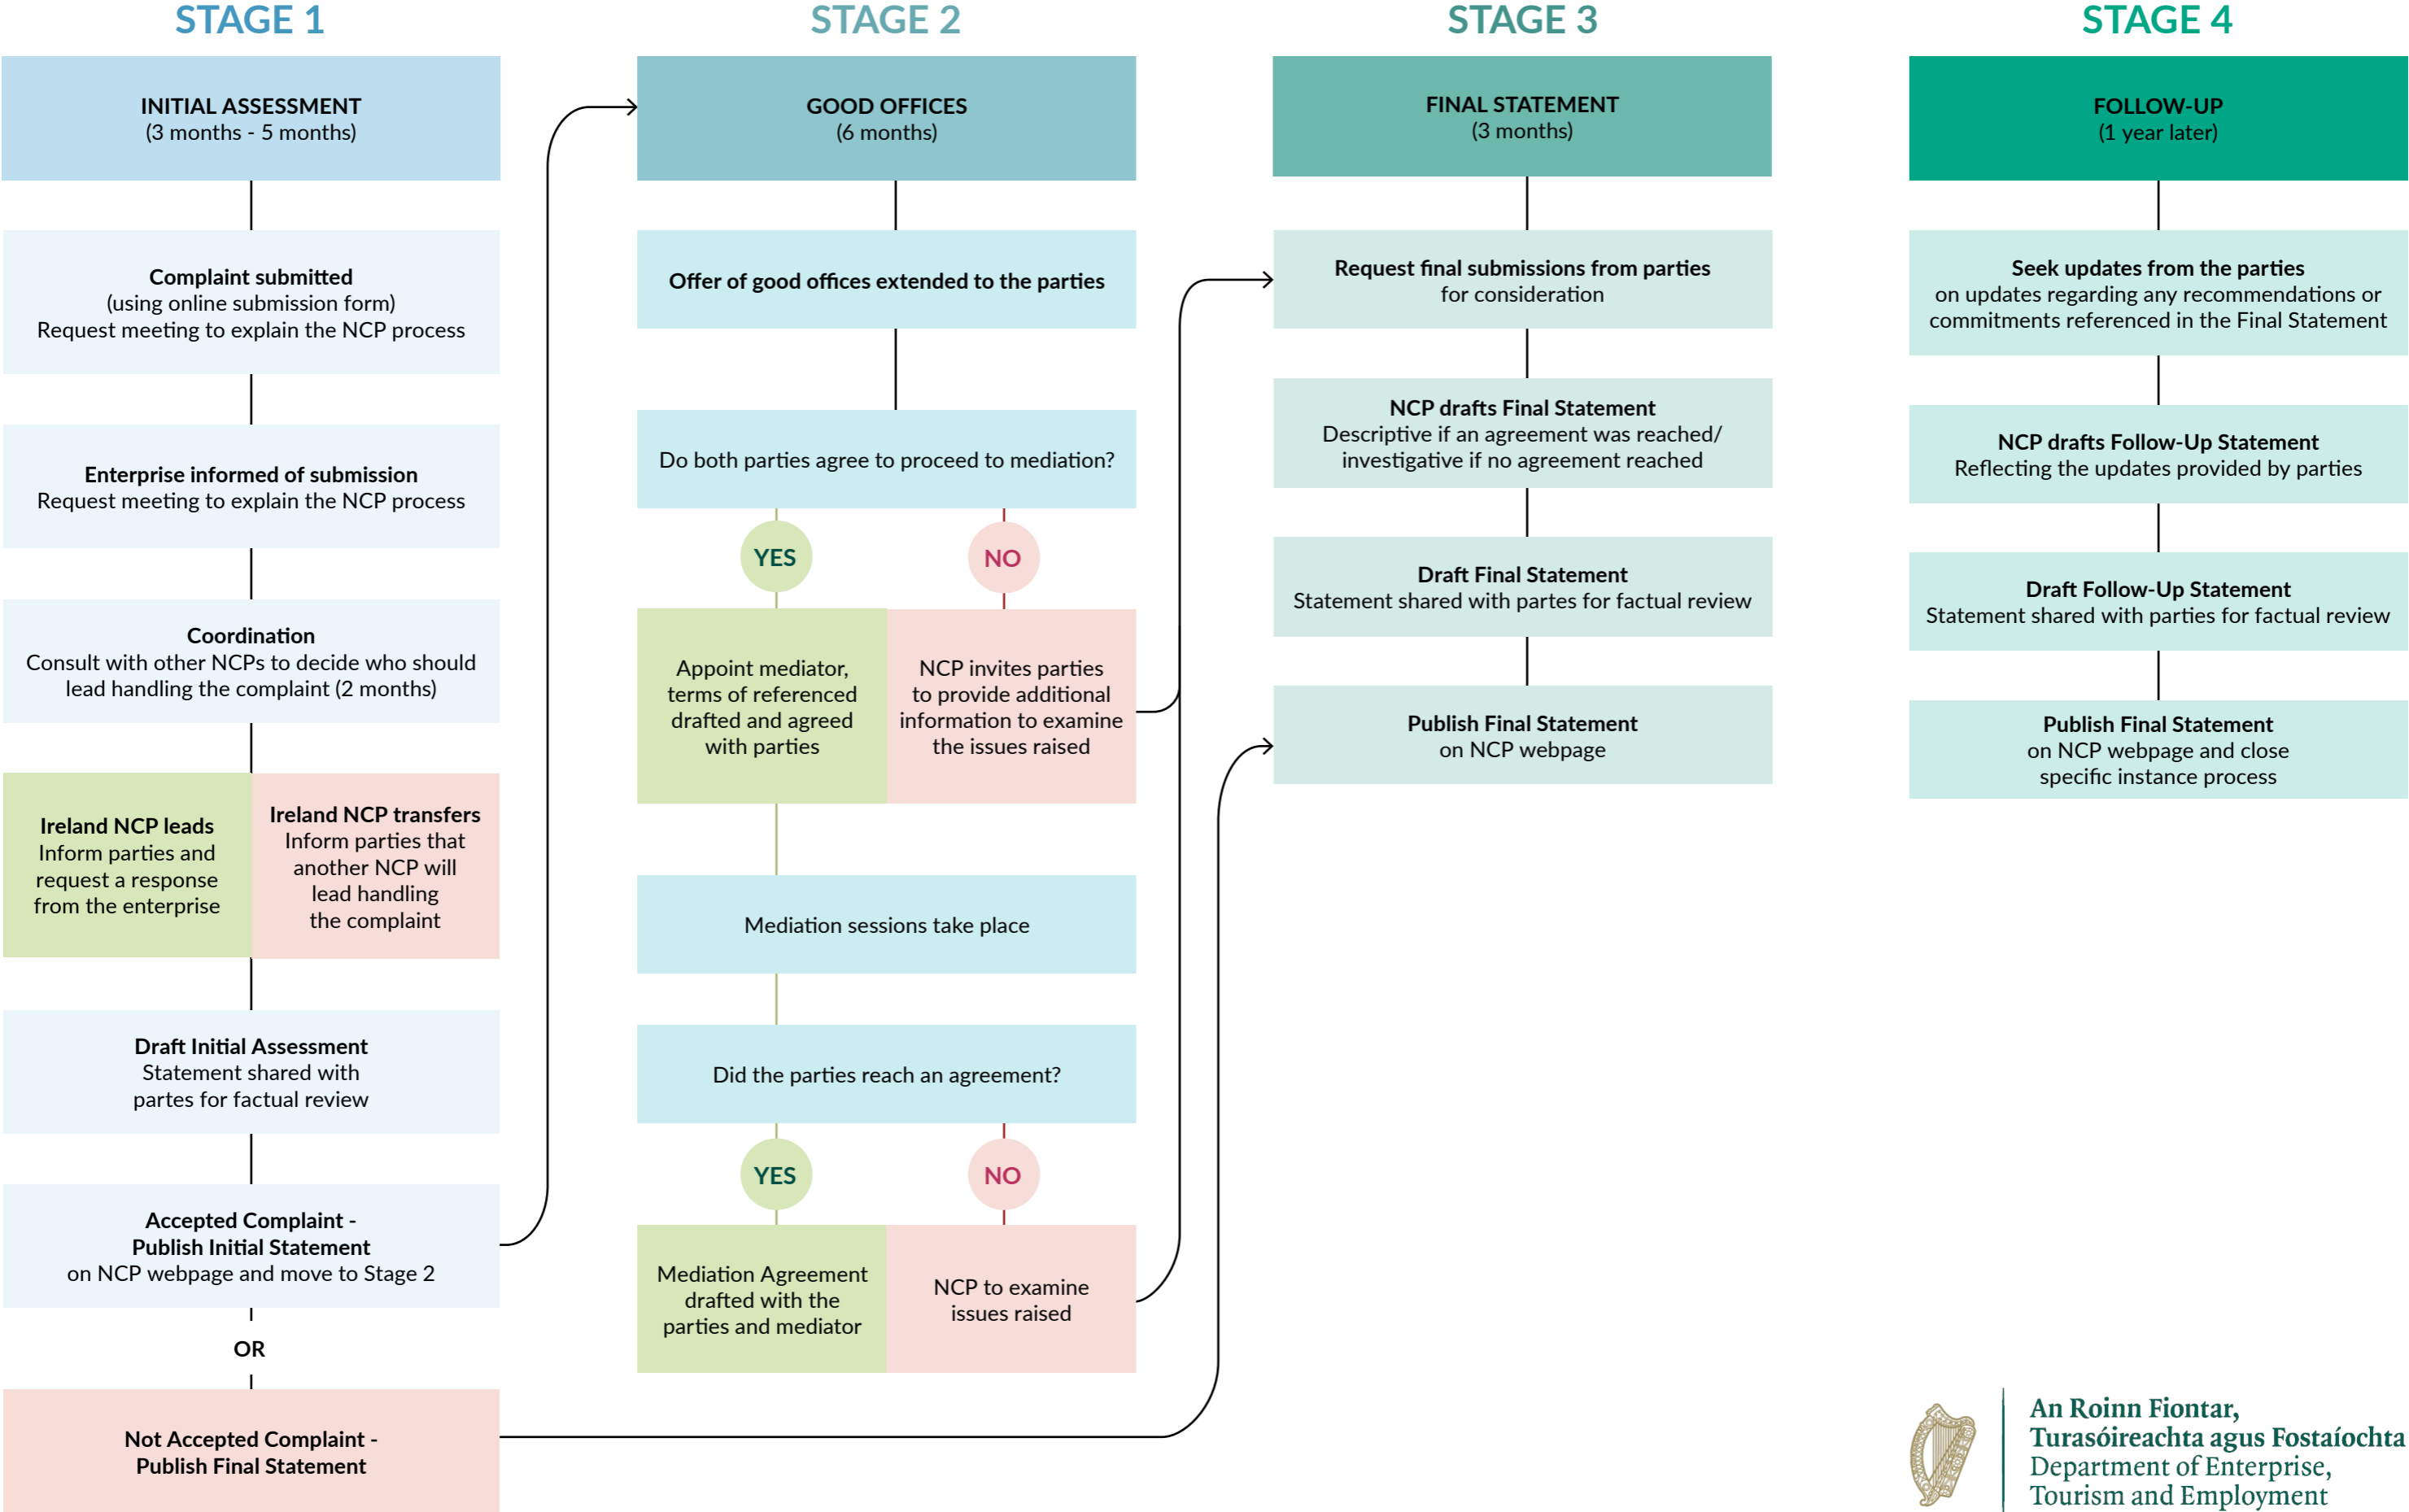 STAGE 1
INITIAL ASSESSMENT
(3 months - 5 months)
Complaint submitted
(using online submission form)
Request meeting to explain the NCP process
Enterprise informed of submission
Request meeting to explain the NCP process
Coordination
Consult with other NCPs to decide who should
lead handling the complaint (2 months)
Ireland NCP leads
Inform parties and
request a response
from the enterprise
Ireland NCP transfers
Inform parties that
another NCP will
lead handling
the complaint
Draft Initial Assessment
Statement shared with
partes for factual review
Accepted Complaint -
Publish Initial Statement
on NCP webpage and move to Stage 2
OR
Not Accepted Complaint -
Publish Final Statement
STAGE 2
GOOD OFFICES
(6 months)
Offer of good offices extended to the parties
Do both parties agree to proceed to mediation?
YES
NO
Appoint mediator,
terms of referenced
drafted and agreed
with parties
NCP invites parties
to provide additional
information to examine
the issues raised
Mediation sessions take place
Did the parties reach an agreement?
YES
NO
Mediation Agreement
drafted with the
parties and mediator
NCP to examine
issues raised
STAGE 3
FINAL STATEMENT
(3 months)
Request final submissions from parties
for consideration
NCP drafts Final Statement
Descriptive if an agreement was reached/
investigative if no agreement reached
Draft Final Statement
Statement shared with partes for factual review
Publish Final Statement
on NCP webpage
STAGE 4
FOLLOW-UP
(1 year later)
Seek updates from the parties
on updates regarding any recommendations or
commitments referenced in the Final Statement
NCP drafts Follow-Up Statement
Reflecting the updates provided by parties
Draft Follow-Up Statement
Statement shared with parties for factual review
Publish Final Statement
on NCP webpage and close
specific instance process
An Roinn Fiontar,
Turasóireachta agus Fostaíochta
Department of Enterprise,
Tourism and Employment